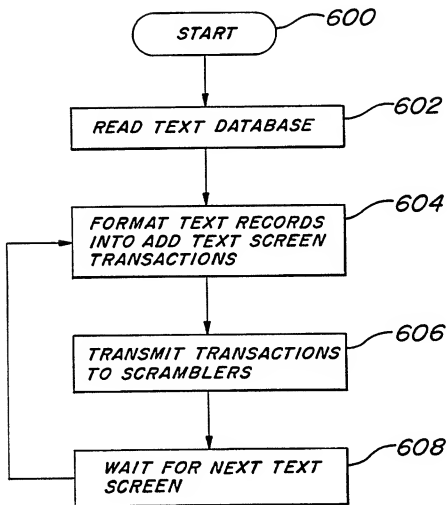 600
START
602
READ TEXT DATABASE
604
FORMAT TEXT RECORDS
INTO ADD TEXT SCREEN
TRANSACTIONS
606
TRANSMIT TRANSACTIONS
TO SCRAMBLERS
608
WAIT FOR NEXT TEXT
SCREEN